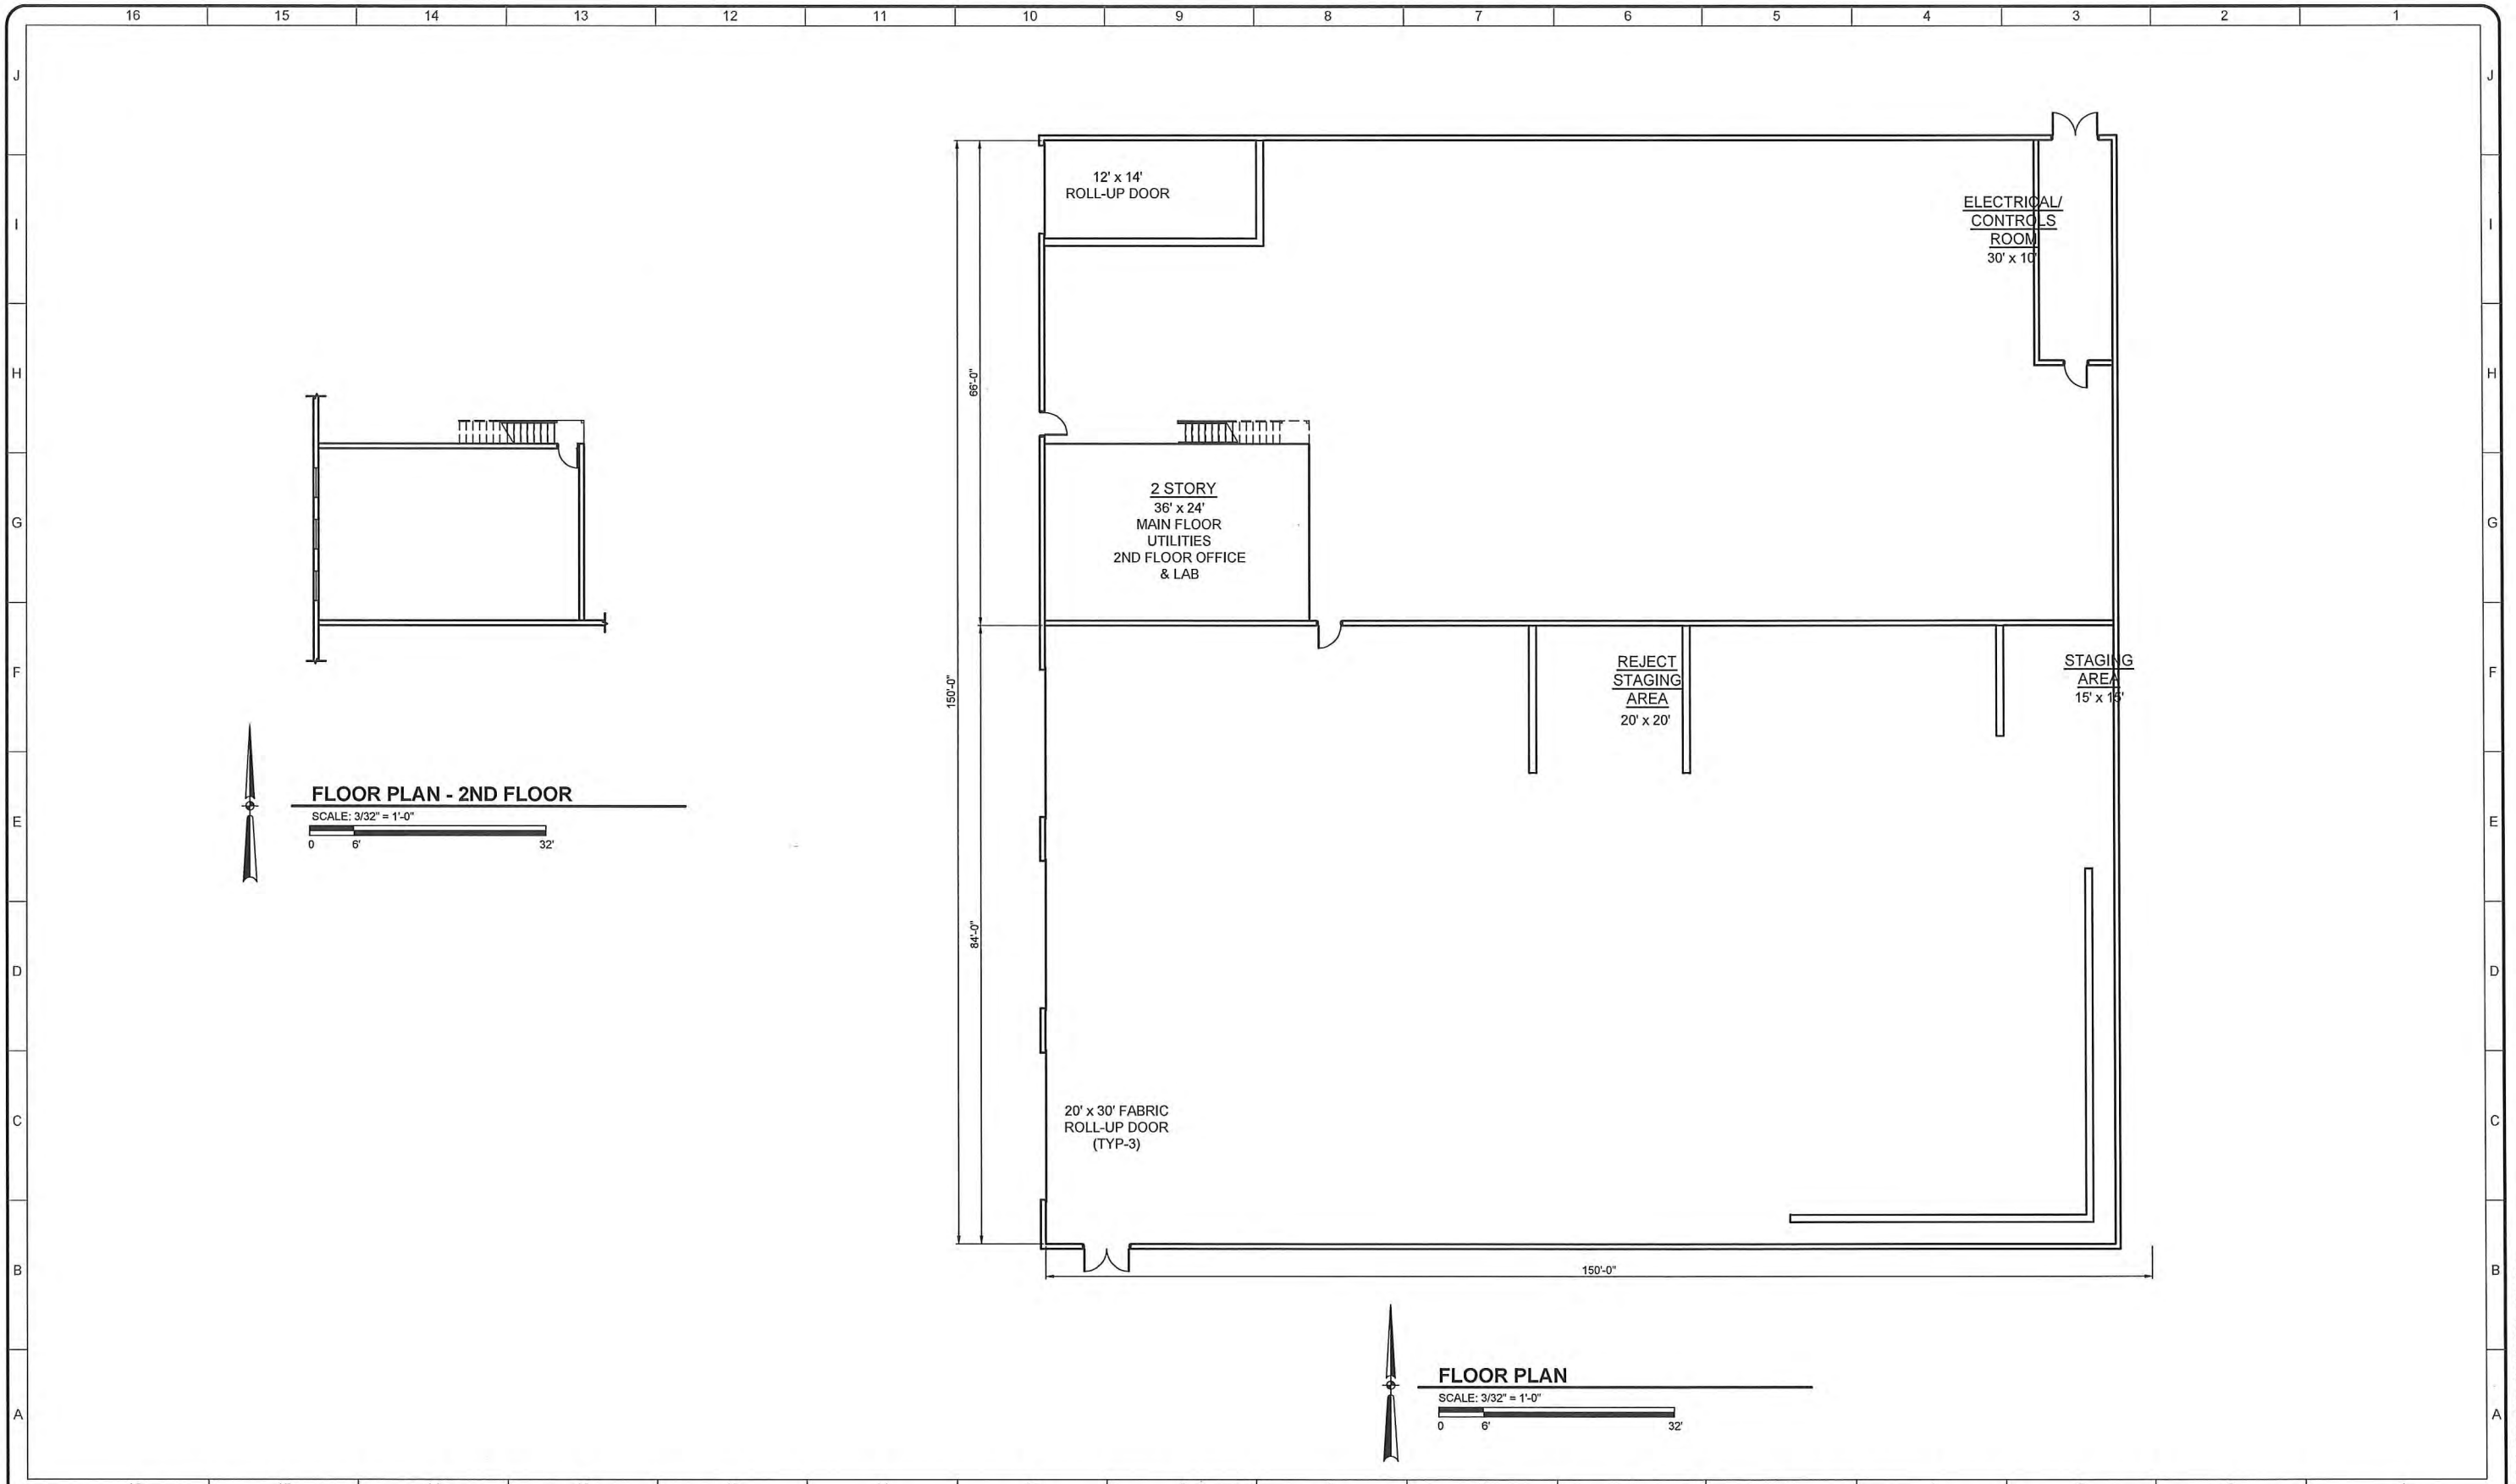 16 15 14 13 12 11 10 9 8 7 6 5 4 3 2 1
J
J
I
I
H
H
G
G
F
F
E
E
D
D
C
C
B
B
A
A
12' x 14'
ROLL-UP DOOR
ELECTRICAL/
CONTROLS
ROOM
30' x 10'
66'-0"
2 STORY
36' x 24'
MAIN FLOOR
UTILITIES
2ND FLOOR OFFICE
& LAB
150'-0"
REJECT
STAGING
AREA
20' x 20'
STAGING
AREA
15' x 15'
FLOOR PLAN - 2ND FLOOR
SCALE: 3/32" = 1'-0"
0 6' 32'
84'-0"
20' x 30' FABRIC
ROLL-UP DOOR
(TYP-3)
150'-0"
FLOOR PLAN
SCALE: 3/32" = 1'-0"
0 6' 32'